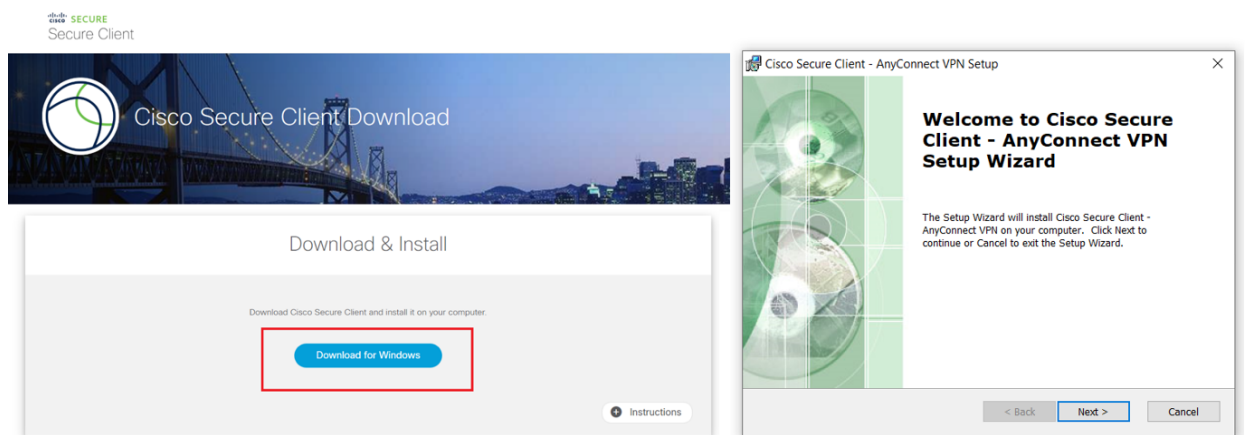 CISCO SECURE
Secure Client
Cisco Secure Client Download
Download & Install
Download Cisco Secure Client and install it on your computer.
Download for Windows
Instructions
Cisco Secure Client - AnyConnect VPN Setup
Welcome to Cisco Secure
Client - AnyConnect VPN
Setup Wizard
The Setup Wizard will install Cisco Secure Client -
AnyConnect VPN on your computer. Click Next to
continue or Cancel to exit the Setup Wizard.
< Back
Next >
Cancel